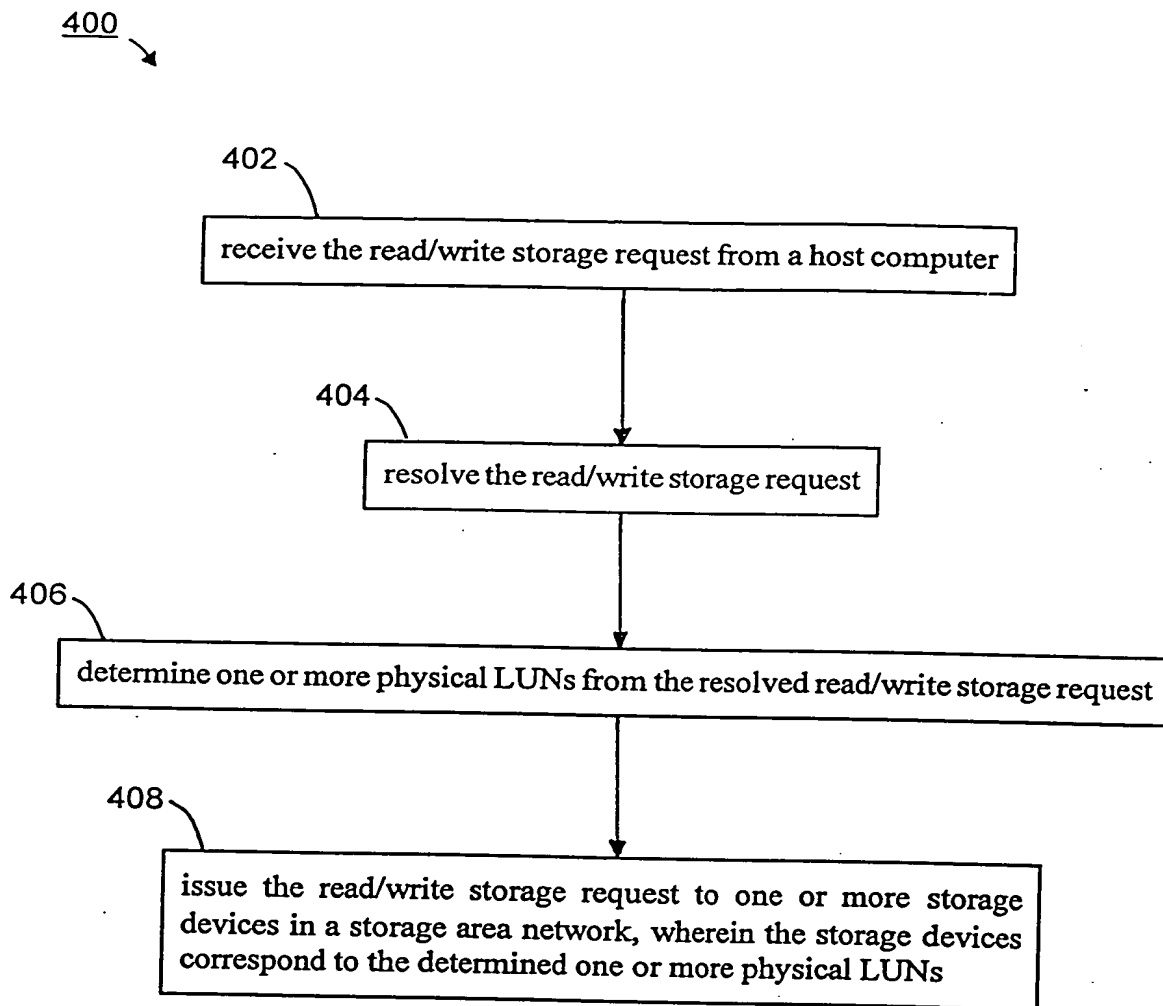 400
402
receive the read/write storage request from a host computer
404
resolve the read/write storage request
406
determine one or more physical LUNs from the resolved read/write storage request
408
issue the read/write storage request to one or more storage
devices in a storage area network, wherein the storage devices
correspond to the determined one or more physical LUNs